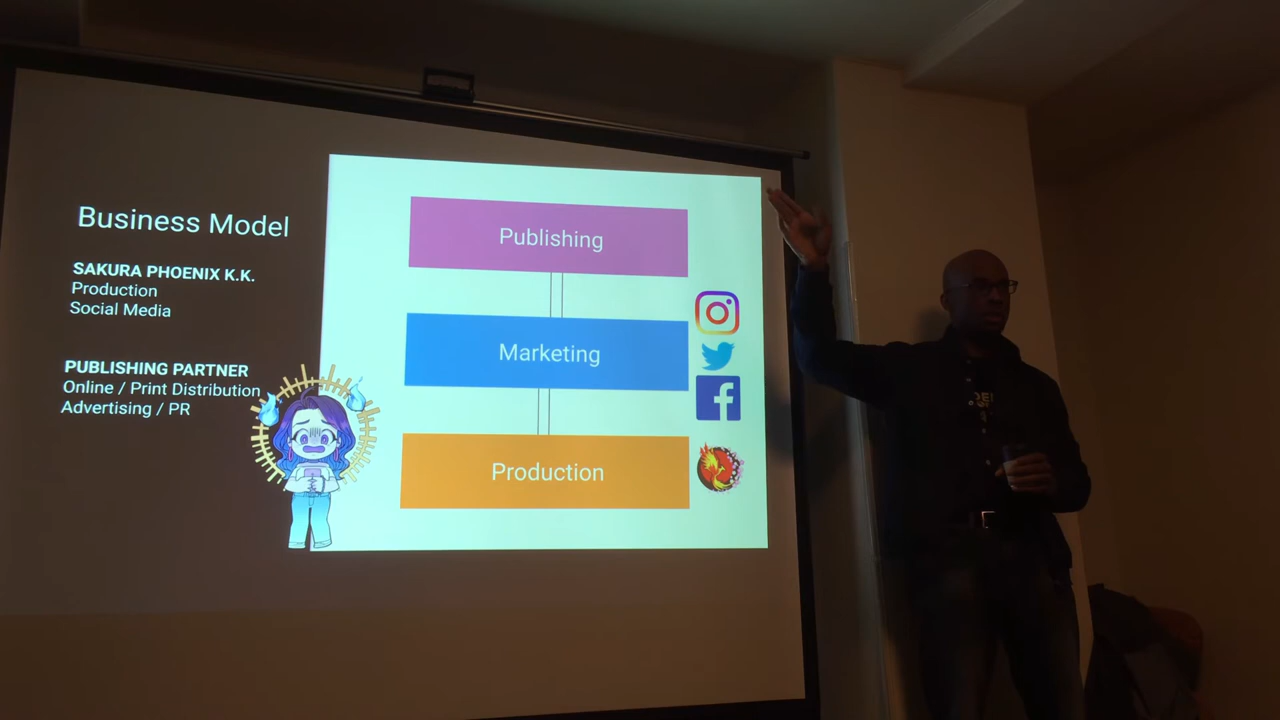 Business Model
SAKURA PHOENIX K.K.
Production
Social Media
PUBLISHING PARTNER
Online / Print Distribution
Advertising / PR
Publishing
Marketing
Production